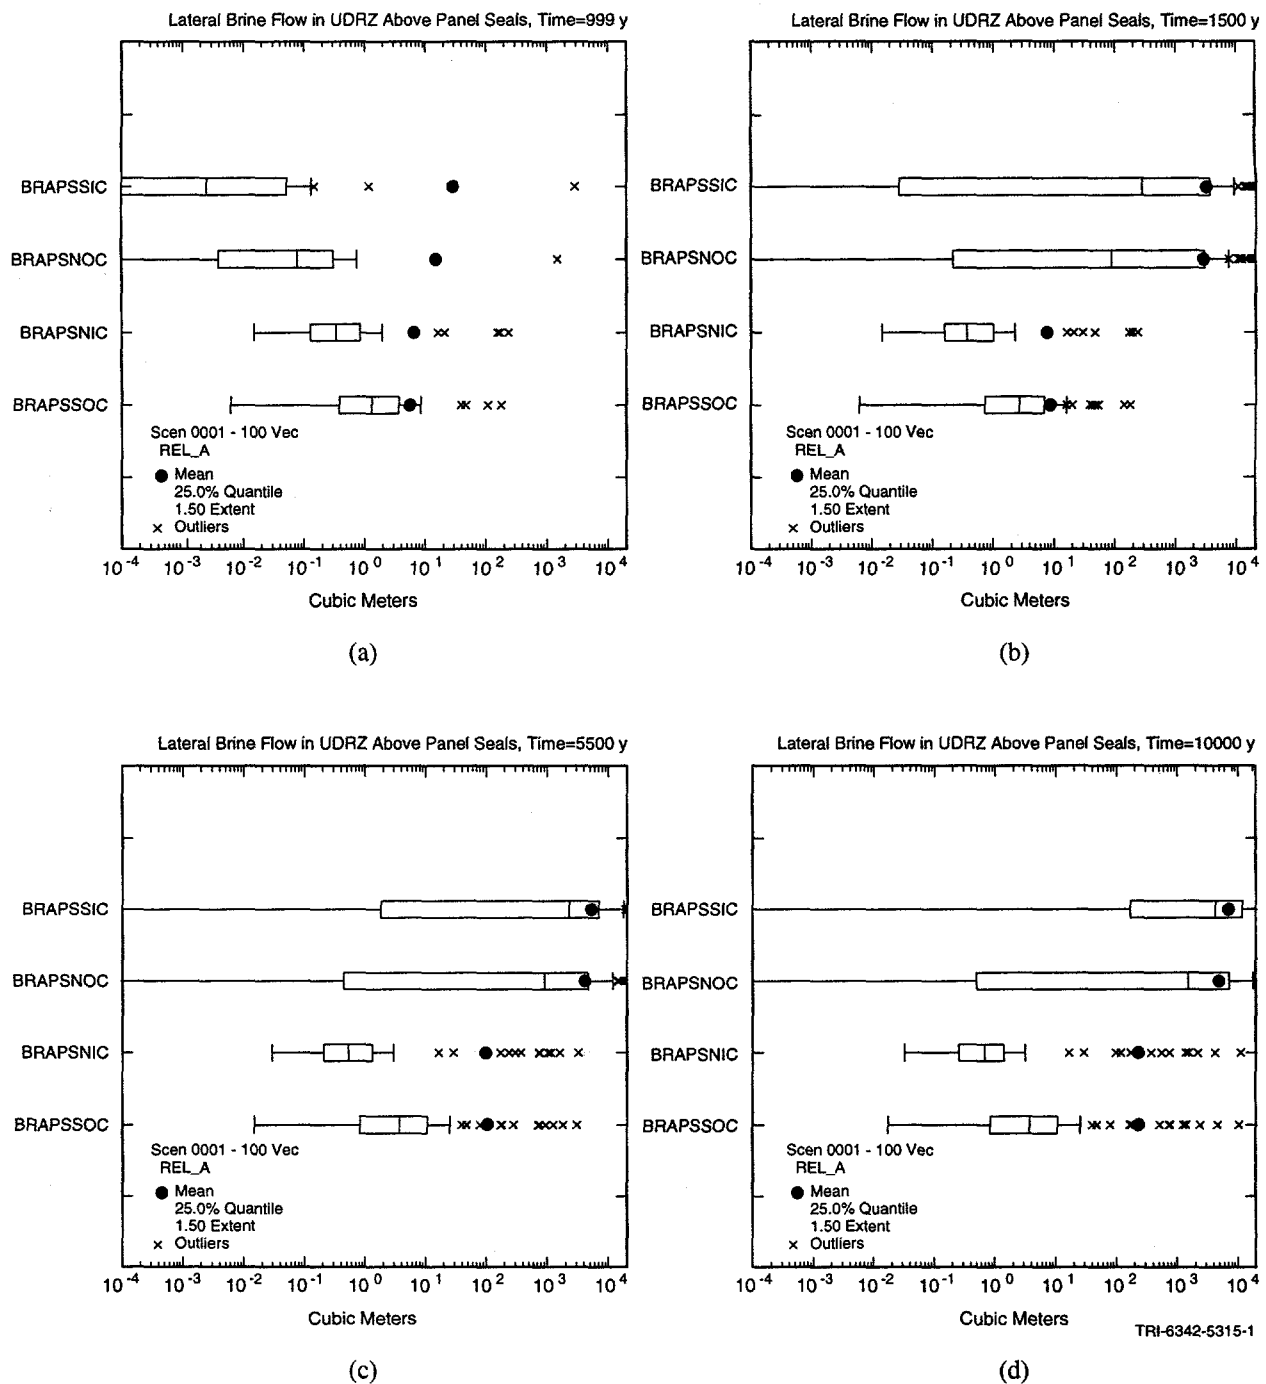 Lateral Brine Flow in UDRZ Above Panel Seals, Time=999 y
BRAPSSIC
BRAPSNOC
BRAPSNIC
BRAPSSOC
Scen 0001 - 100 Vec
REL_A
● Mean
25.0% Quantile
1.50 Extent
× Outliers
10^-4 10^-3 10^-2 10^-1 10^0 10^1 10^2 10^3 10^4
Cubic Meters
(a)
Lateral Brine Flow in UDRZ Above Panel Seals, Time=1500 y
BRAPSSIC
BRAPSNOC
BRAPSNIC
BRAPSSOC
Scen 0001 - 100 Vec
REL_A
● Mean
25.0% Quantile
1.50 Extent
× Outliers
10^-4 10^-3 10^-2 10^-1 10^0 10^1 10^2 10^3 10^4
Cubic Meters
(b)
Lateral Brine Flow in UDRZ Above Panel Seals, Time=5500 y
BRAPSSIC
BRAPSNOC
BRAPSNIC
BRAPSSOC
Scen 0001 - 100 Vec
REL_A
● Mean
25.0% Quantile
1.50 Extent
× Outliers
10^-4 10^-3 10^-2 10^-1 10^0 10^1 10^2 10^3 10^4
Cubic Meters
(c)
Lateral Brine Flow in UDRZ Above Panel Seals, Time=10000 y
BRAPSSIC
BRAPSNOC
BRAPSNIC
BRAPSSOC
Scen 0001 - 100 Vec
REL_A
● Mean
25.0% Quantile
1.50 Extent
× Outliers
10^-4 10^-3 10^-2 10^-1 10^0 10^1 10^2 10^3 10^4
Cubic Meters
TRI-6342-5315-1
(d)